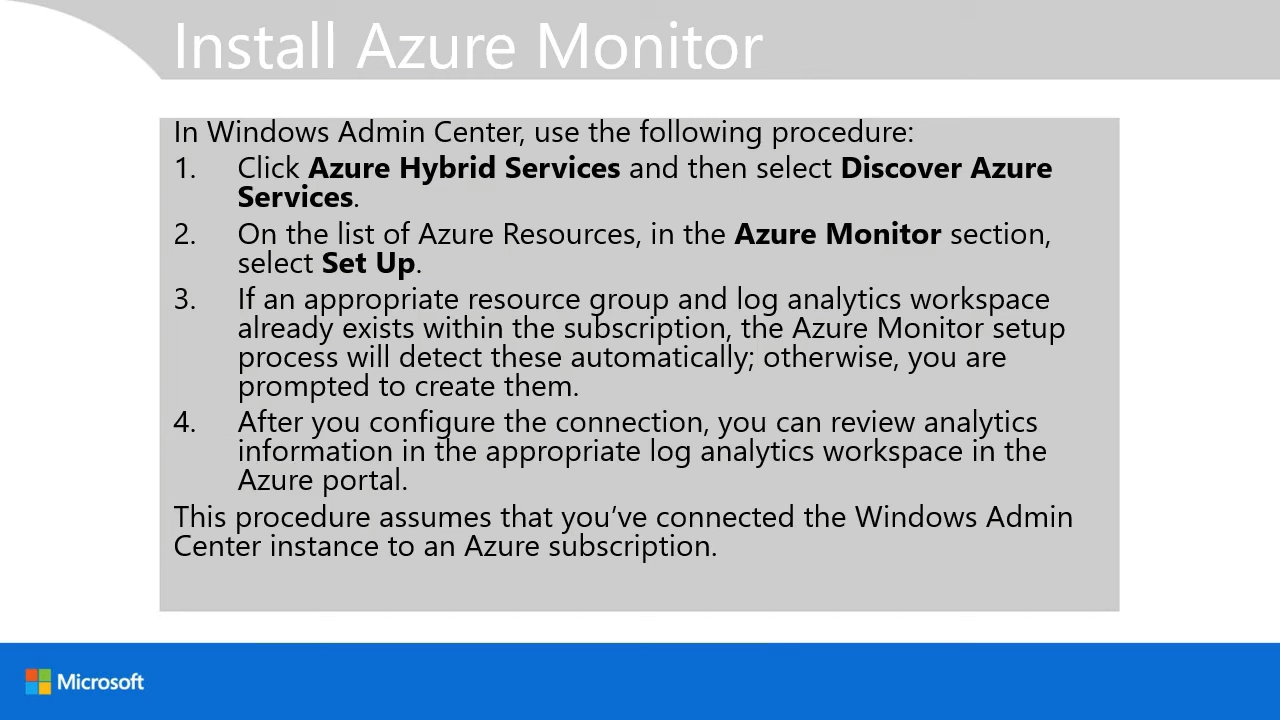 Install Azure Monitor
In Windows Admin Center, use the following procedure:
1. Click Azure Hybrid Services and then select Discover Azure
Services.
2. On the list of Azure Resources, in the Azure Monitor section,
select Set Up.
3. If an appropriate resource group and log analytics workspace
already exists within the subscription, the Azure Monitor setup
process will detect these automatically; otherwise, you are
prompted to create them.
4. After you configure the connection, you can review analytics
information in the appropriate log analytics workspace in the
Azure portal.
This procedure assumes that you’ve connected the Windows Admin
Center instance to an Azure subscription.
Microsoft